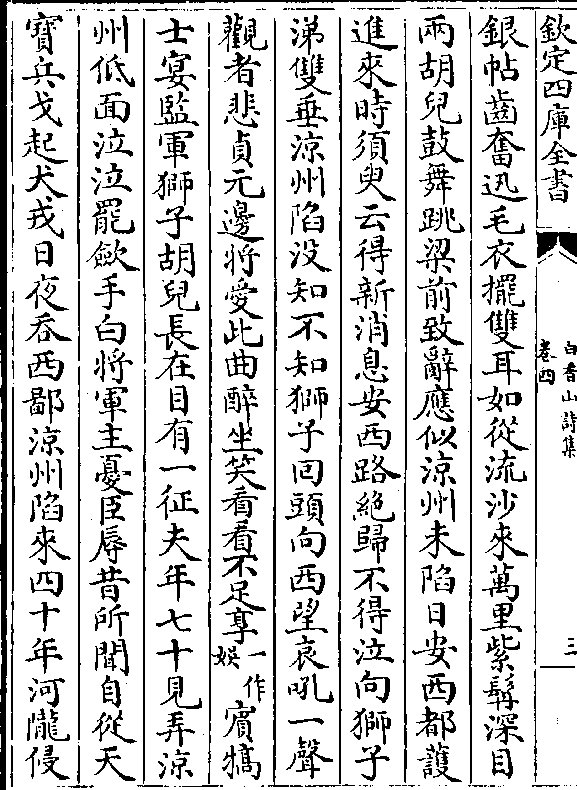 欽定四庫全書
白香山詩集
卷四
三
銀帖齒奮迅毛衣擺雙耳如從流沙來萬里紫髯深目
兩胡兒鼓舞跳梁前致辭應似涼州未陷日安西都護
進來時須臾云得新消息安西路絶歸不得泣向獅子
涕雙垂涼州陷没知不知獅子回頭向西望哀吼一聲
觀者悲貞元邊將愛此曲醉坐笑看看不足享一作娛賓犒
士宴監軍獅子胡兒長在目有一征夫年七十見弄涼
州低面泣泣罷歛手白將軍主憂臣辱昔所聞自從天
寶兵戈起犬戎日夜吞西鄙涼州陷來四十年河隴侵